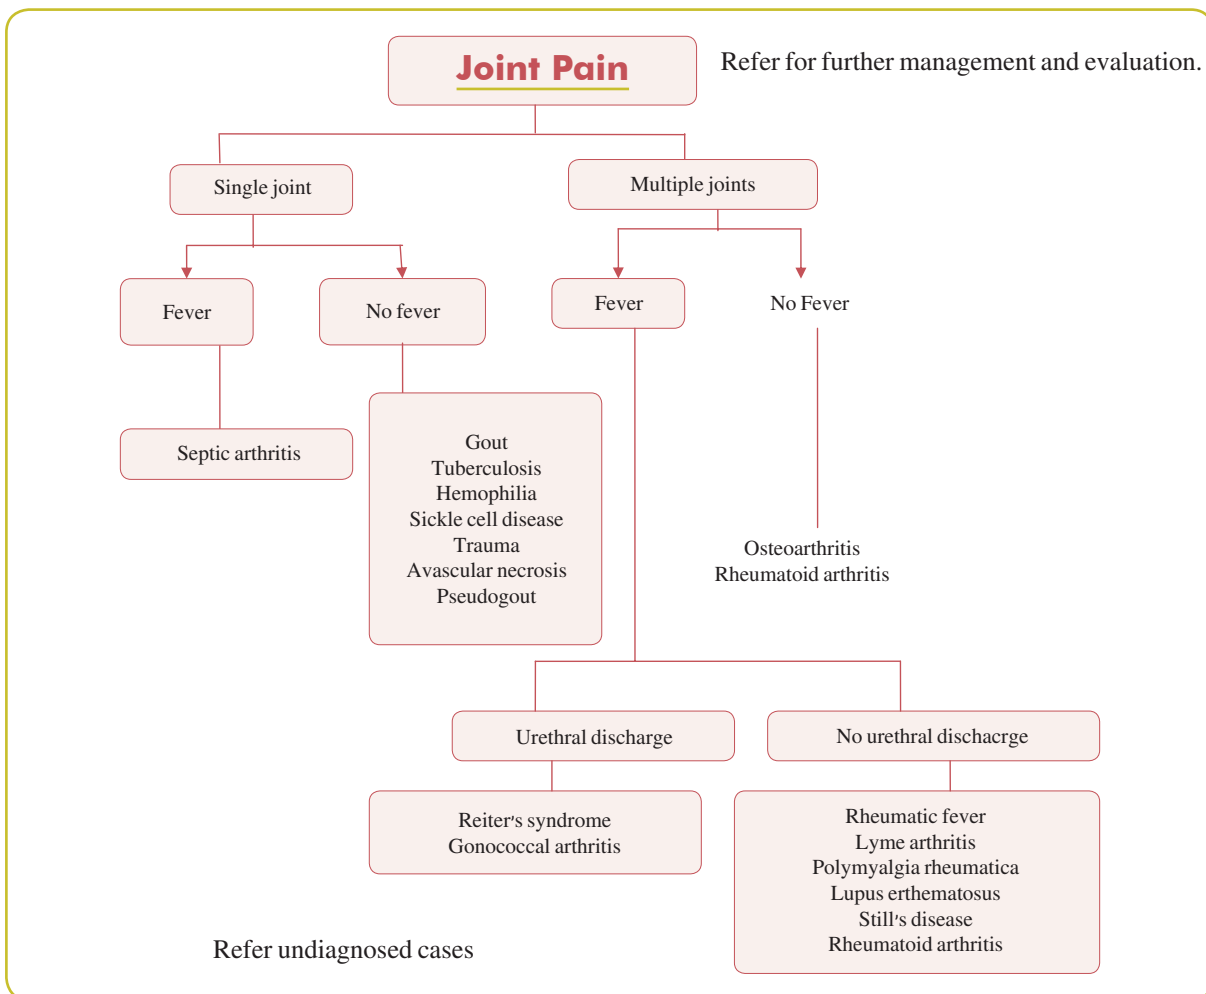 Joint Pain
Refer for further management and evaluation.
Single joint
Multiple joints
Fever
No fever
Fever
No Fever
Septic arthritis
Gout
Tuberculosis
Hemophilia
Sickle cell disease
Trauma
Avascular necrosis
Pseudogout
Osteoarthritis
Rheumatoid arthritis
Urethral discharge
No urethral dischacrge
Reiter's syndrome
Gonococcal arthritis
Rheumatic fever
Lyme arthritis
Polymyalgia rheumatica
Lupus erthematosus
Still's disease
Rheumatoid arthritis
Refer undiagnosed cases